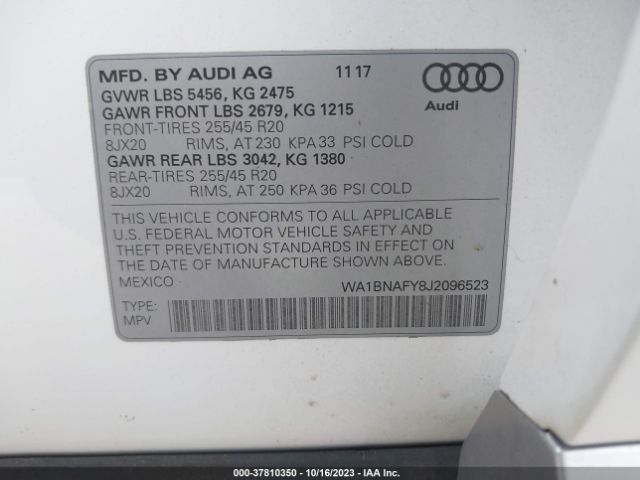 MFD. BY AUDI AG 11 17
GVWR LBS 5456, KG 2475
GAWR FRONT LBS 2679, KG 1215
FRONT-TIRES 255/45 R20
8JX20 RIMS, AT 230 KPA 33 PSI COLD
GAWR REAR LBS 3042, KG 1380
REAR-TIRES 255/45 R20
8JX20 RIMS, AT 250 KPA 36 PSI COLD
Audi
THIS VEHICLE CONFORMS TO ALL APPLICABLE
U.S. FEDERAL MOTOR VEHICLE SAFETY AND
THEFT PREVENTION STANDARDS IN EFFECT ON
THE DATE OF MANUFACTURE SHOWN ABOVE.
MEXICO WA1BNAFY8J2096523
TYPE:
MPV
000-37810350 | 10/16/2023 | IAA Inc.